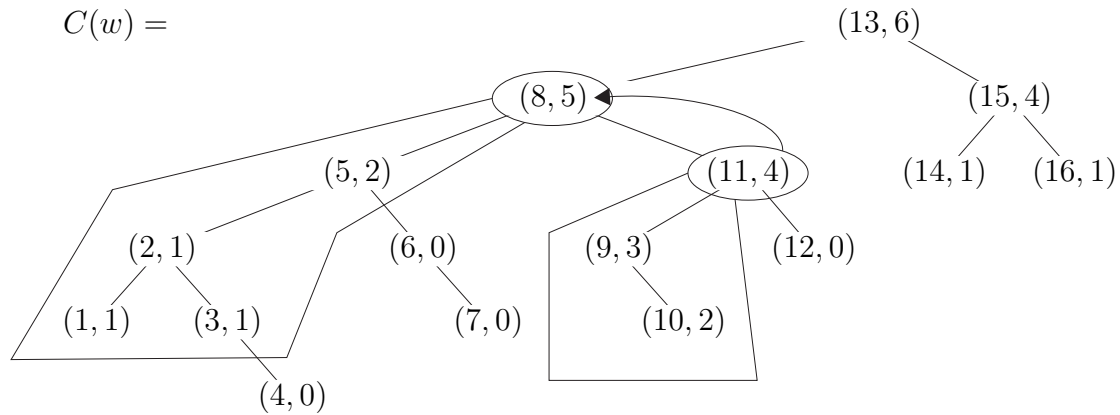 C(w) = (13, 6)
(8, 5) (15, 4)
(5, 2) (11, 4) (14, 1) (16, 1)
(2, 1) (6, 0) (9, 3) (12, 0)
(1, 1) (3, 1) (7, 0) (10, 2)
(4, 0)